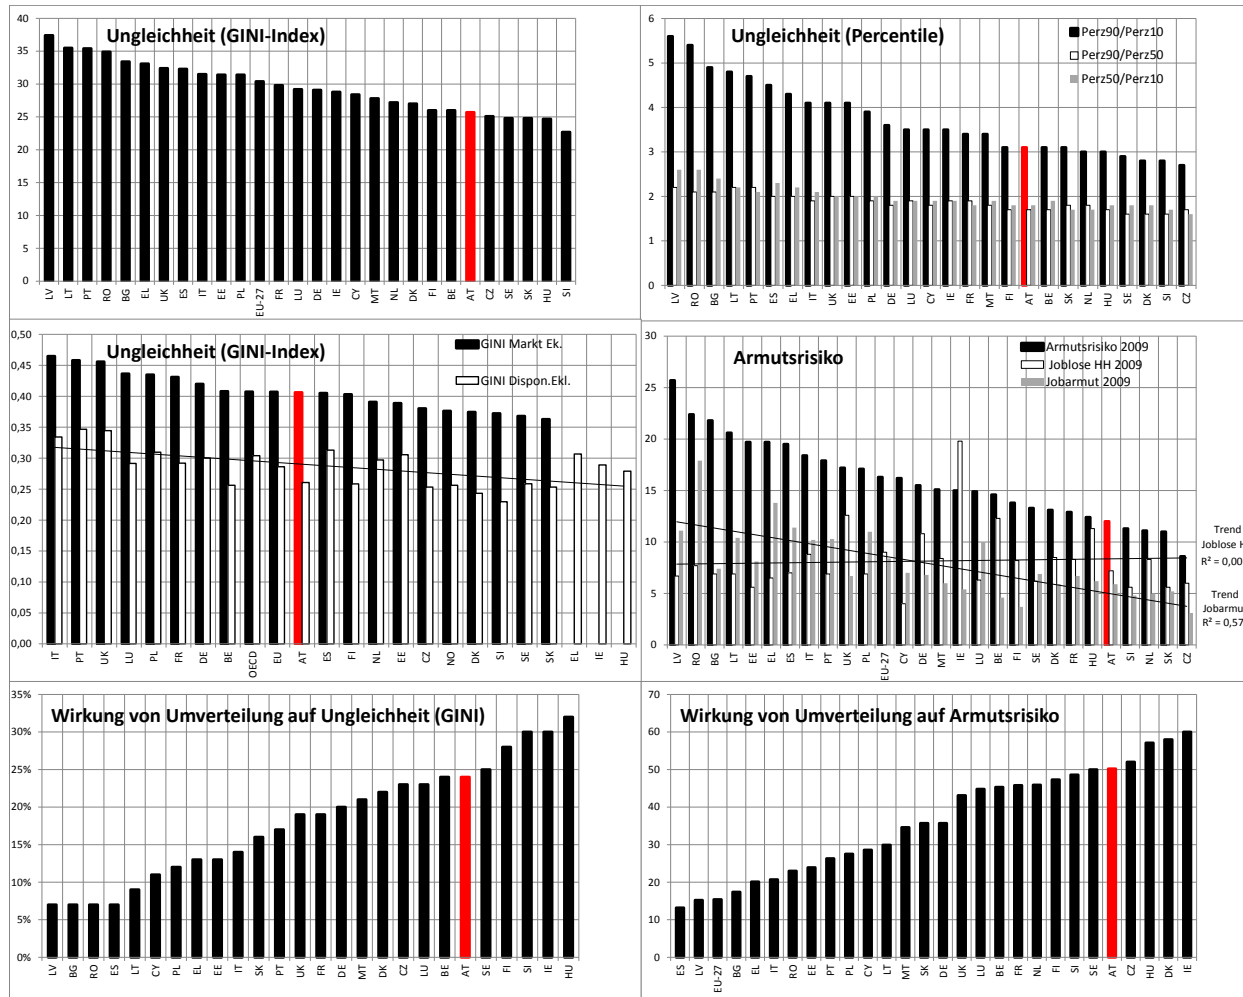 Ungleichheit (GINI-Index)
40
35
30
25
20
15
10
5
0
LV LT PT RO BG EL UK ES IT EE PL EU-27 FR LU DE IE CY MT NL DK FI BE AT CZ SE SK HU SI
Ungleichheit (Percentile)
Perz90/Perz10
Perz90/Perz50
Perz50/Perz10
6
5
4
3
2
1
0
LV RO BG LT PT ES EL IT UK EE PL DE LU CY IE FR MT FI AT BE SK NL HU SE DK SI CZ
Ungleichheit (GINI-Index)
GINI Markt Ek.
GINI Dispon.Ekl.
0,50
0,45
0,40
0,35
0,30
0,25
0,20
0,15
0,10
0,05
0,00
IT PT UK LU PL FR DE BE OECD EU AT ES FI NL EE CZ NO DK SI SE SK EL IE HU
Armutsrisiko
Armutsrisiko 2009
Joblose HH 2009
Jobarmut 2009
30
25
20
15
10
5
0
Trend
Joblose H
R² = 0,00
Trend
Jobarmu
R² = 0,57
LV RO BG LT EE EL ES IT PT UK PL EU-27 CY DE MT IE LU BE FI SE DK FR HU AT SI NL SK CZ
Wirkung von Umverteilung auf Ungleichheit (GINI)
35%
30%
25%
20%
15%
10%
5%
0%
LV BG RO ES LT CY PL EL EE IT SK PT UK FR DE MT DK CZ LU BE AT SE FI SI IE HU
Wirkung von Umverteilung auf Armutsrisiko
70
60
50
40
30
20
10
0
ES LV EU-27 BG EL IT RO EE PT PL CY LT MT SK DE UK LU BE FR NL FI SI SE AT CZ HU DK IE